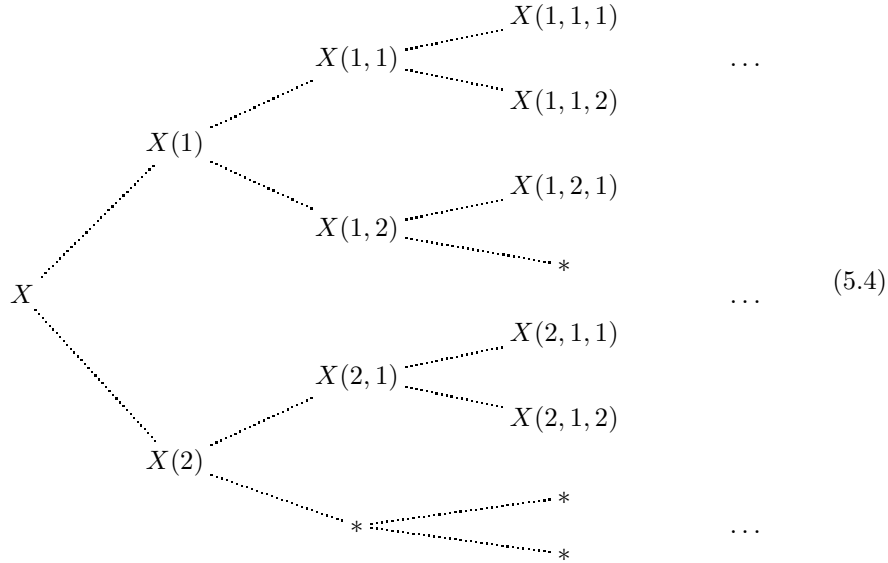 X(1, 1, 1)
X(1, 1) ...
X(1, 1, 2)
X(1)
X(1, 2, 1)
X(1, 2)
*
(5.4)
X ...
X(2, 1, 1)
X(2, 1)
X(2, 1, 2)
X(2)
*
* ...
*